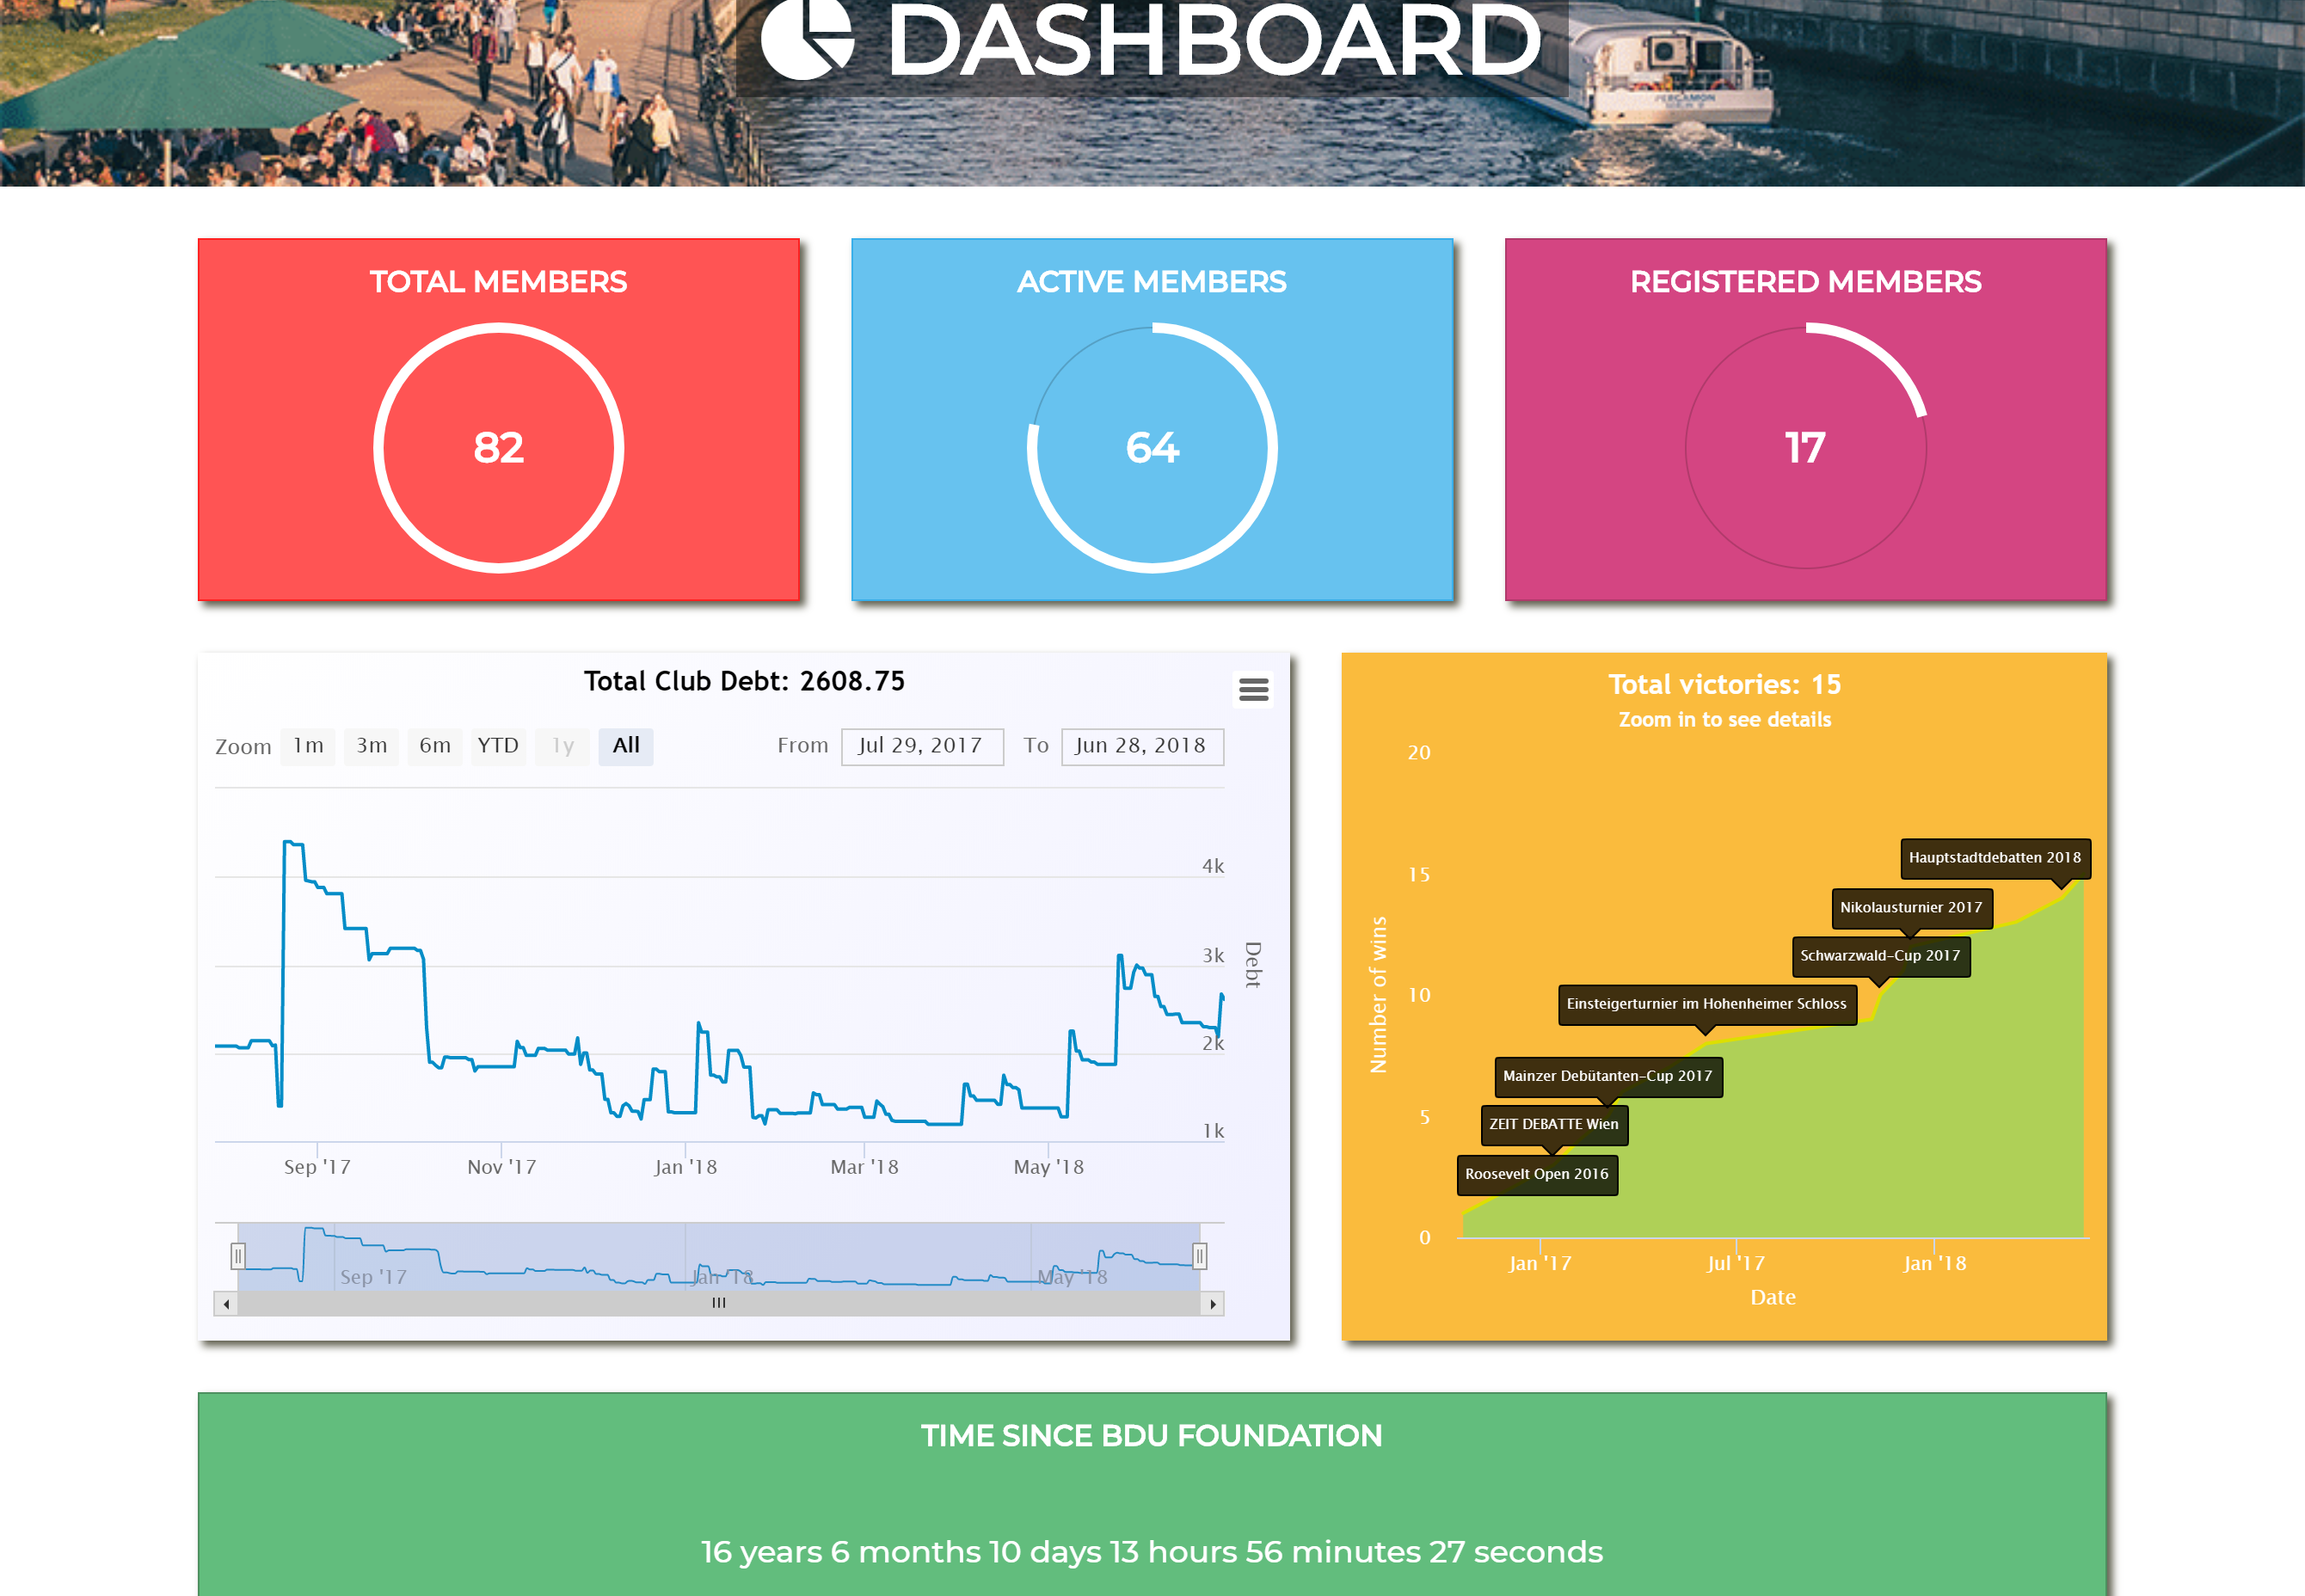 DASHBOARD
TOTAL MEMBERS
82
ACTIVE MEMBERS
64
REGISTERED MEMBERS
17
Total Club Debt: 2608.75
Zoom 1m 3m 6m YTD 1y All From Jul 29, 2017 To Jun 28, 2018
4k
3k
2k
1k
Debt
Sep '17 Nov '17 Jan '18 Mar '18 May '18
Sep '17 Jan '18 May '18
Total victories: 15
Zoom in to see details
20
15
10
5
0
Number of wins
Hauptstadtdebatten 2018
Nikolausturnier 2017
Schwarzwald-Cup 2017
Einsteigerturnier im Hohenheimer Schloss
Mainzer Debütanten-Cup 2017
ZEIT DEBATTE Wien
Roosevelt Open 2016
Jan '17 Jul '17 Jan '18
Date
TIME SINCE BDU FOUNDATION
16 years 6 months 10 days 13 hours 56 minutes 27 seconds